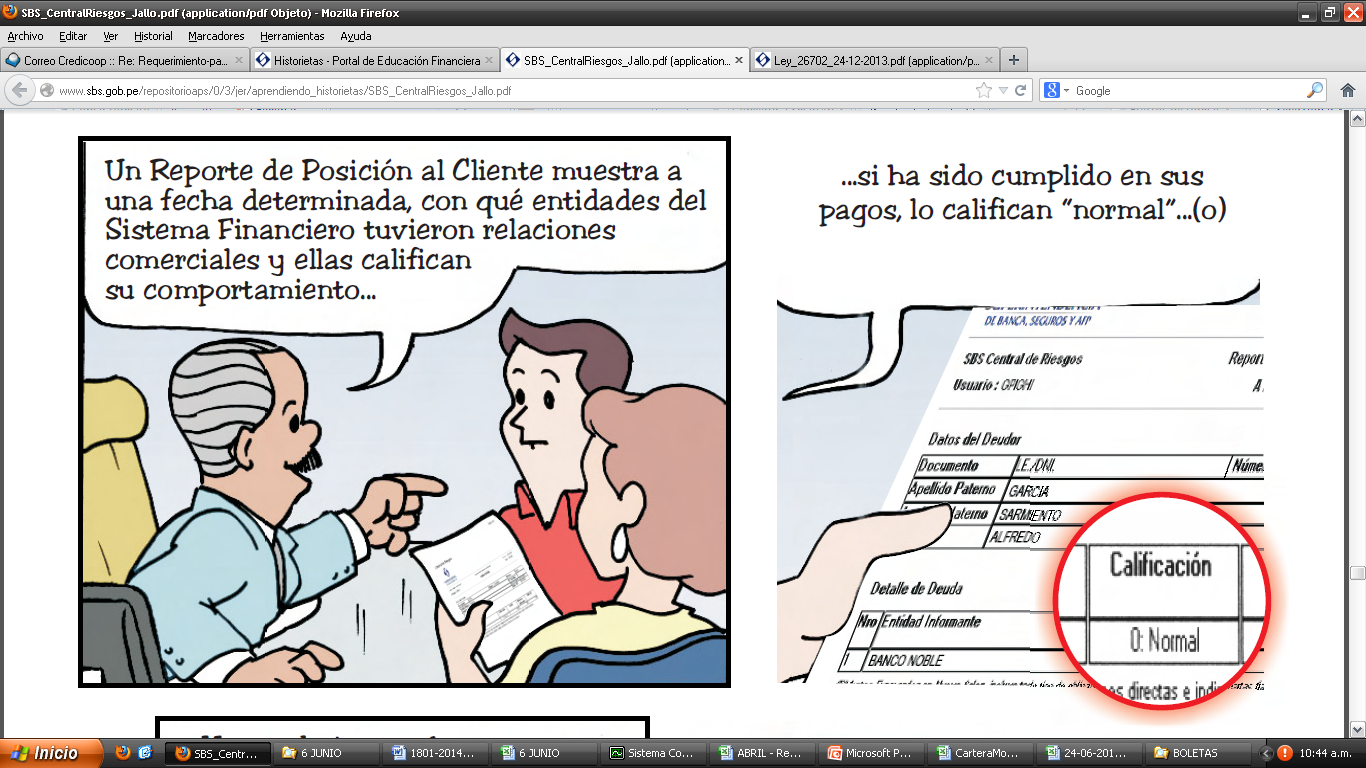 SBS_CentralRiesgos_Jallo.pdf (application/pdf Objeto) - Mozilla Firefox
Archivo Editar Ver Historial Marcadores Herramientas Ayuda
Correo Credicoop :: Re: Requerimiento-pa...
Historietas - Portal de Educación Financiera
SBS_CentralRiesgos_Jallo.pdf (application...
Ley_26702_24-12-2013.pdf (application/p...
www.sbs.gob.pe/repositorioaps/0/3/jer/aprendiendo_historietas/SBS_CentralRiesgos_Jallo.pdf
Google
Un Reporte de Posición al Cliente muestra a
una fecha determinada, con qué entidades del
Sistema Financiero tuvieron relaciones
comerciales y ellas califican
su comportamiento...
...si ha sido cumplido en sus
pagos, lo califican "normal"...(o)
DE BANCA, SEGUROS Y AFP
SBS Central de Riesgos
Usuario : GPIGHI
Datos del Deudor
Documento L.E./DNI.
Apellido Paterno GARCIA
SARMIENTO
ALFREDO
Detalle de Deuda
Nro Entidad Informante
1 BANCO NOBLE
Calificación
0: Normal
directas e
Inicio
SBS_Centr...
6 JUNIO
1801-2014...
6 JUNIO
Sistema Co...
ABRIL - Re...
Microsoft P...
CarteraMo...
24-06-201...
BOLETAS
10:44 a.m.